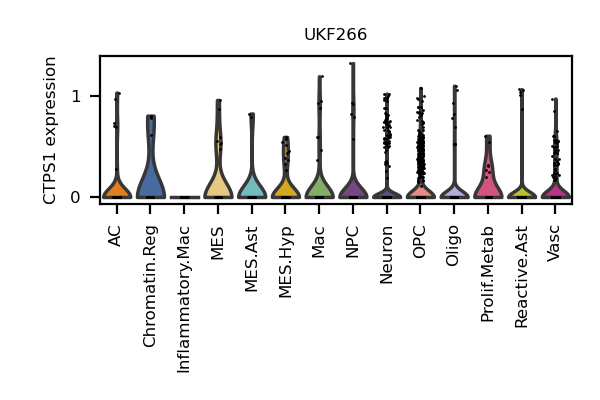 UKF266
CTPS1 expression
1
0
AC
Chromatin.Reg
Inflammatory.Mac
MES
MES.Ast
MES.Hyp
Mac
NPC
Neuron
OPC
Oligo
Prolif.Metab
Reactive.Ast
Vasc